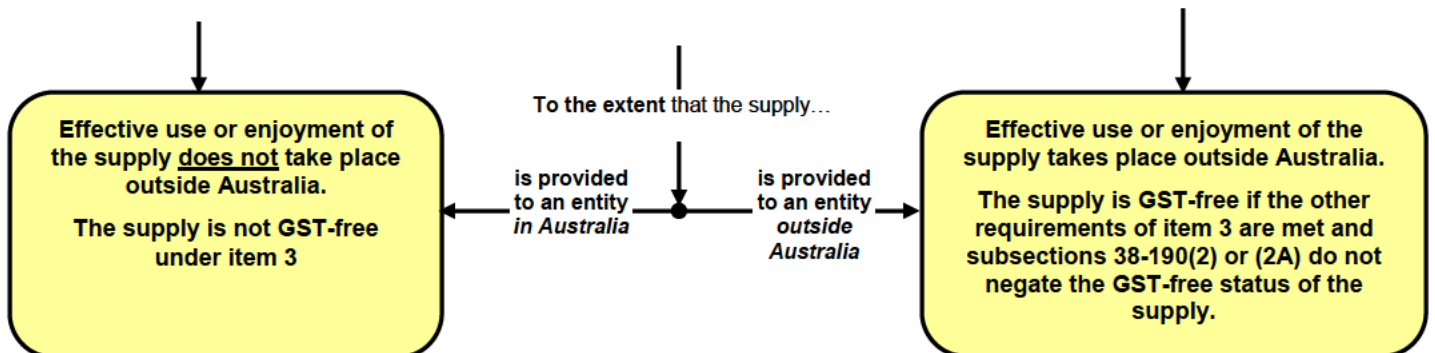 To the extent that the supply…
Effective use or enjoyment of
the supply does not take place
outside Australia.
The supply is not GST-free
under item 3
is provided
to an entity
in Australia
is provided
to an entity
outside
Australia
Effective use or enjoyment of the
supply takes place outside Australia.
The supply is GST-free if the other
requirements of item 3 are met and
subsections 38-190(2) or (2A) do not
negate the GST-free status of the
supply.